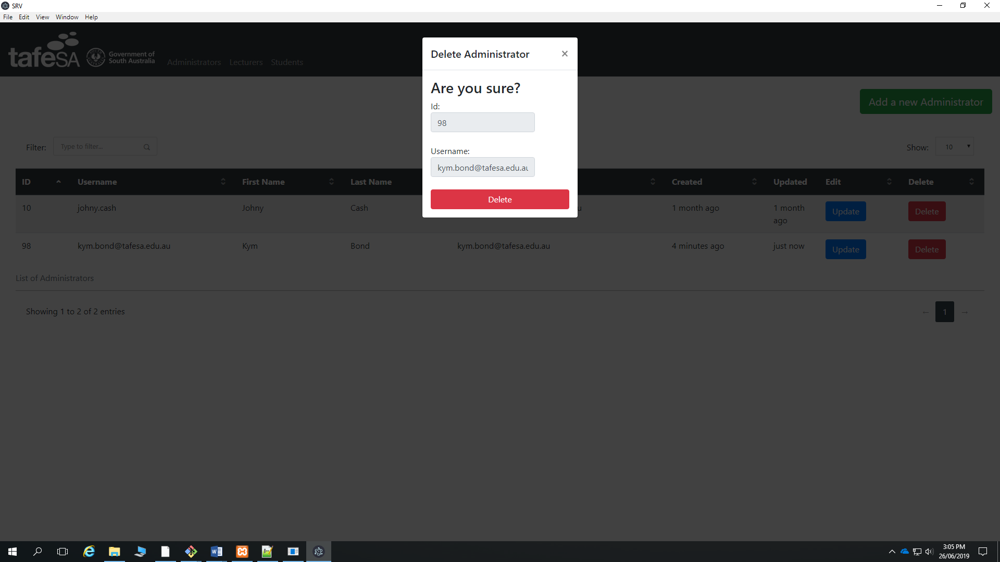 SRV
File Edit View Window Help
tafeSA
Government of
South Australia
Administrators Lecturers Students
Delete Administrator ×
Are you sure?
Id:
98
Username:
kym.bond@tafesa.edu.au
Delete
Add a new Administrator
Filter: Type to filter...
Show: 10
ID Username First Name Last Name Created Updated Edit Delete
10 johny.cash Johny Cash u 1 month ago 1 month ago Update Delete
98 kym.bond@tafesa.edu.au Kym Bond kym.bond@tafesa.edu.au 4 minutes ago just now Update Delete
List of Administrators
Showing 1 to 2 of 2 entries
← 1 →
3:05 PM
26/06/2019